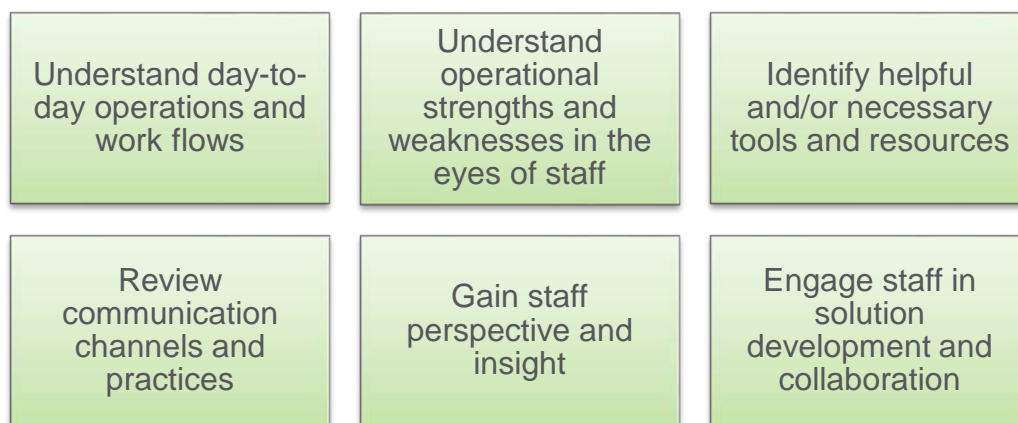 Understand day-to-
day operations and
work flows
Understand
operational
strengths and
weaknesses in the
eyes of staff
Identify helpful
and/or necessary
tools and resources
Review
communication
channels and
practices
Gain staff
perspective and
insight
Engage staff in
solution
development and
collaboration